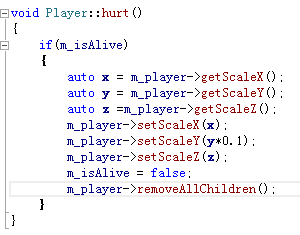 void Player::hurt()
{
if(m_isAlive)
{
auto x = m_player->getScaleX();
auto y = m_player->getScaleY();
auto z =m_player->getScaleZ();
m_player->setScaleX(x);
m_player->setScaleY(y*0.1);
m_player->setScaleZ(z);
m_isAlive = false;
m_player->removeAllChildren();
}
}